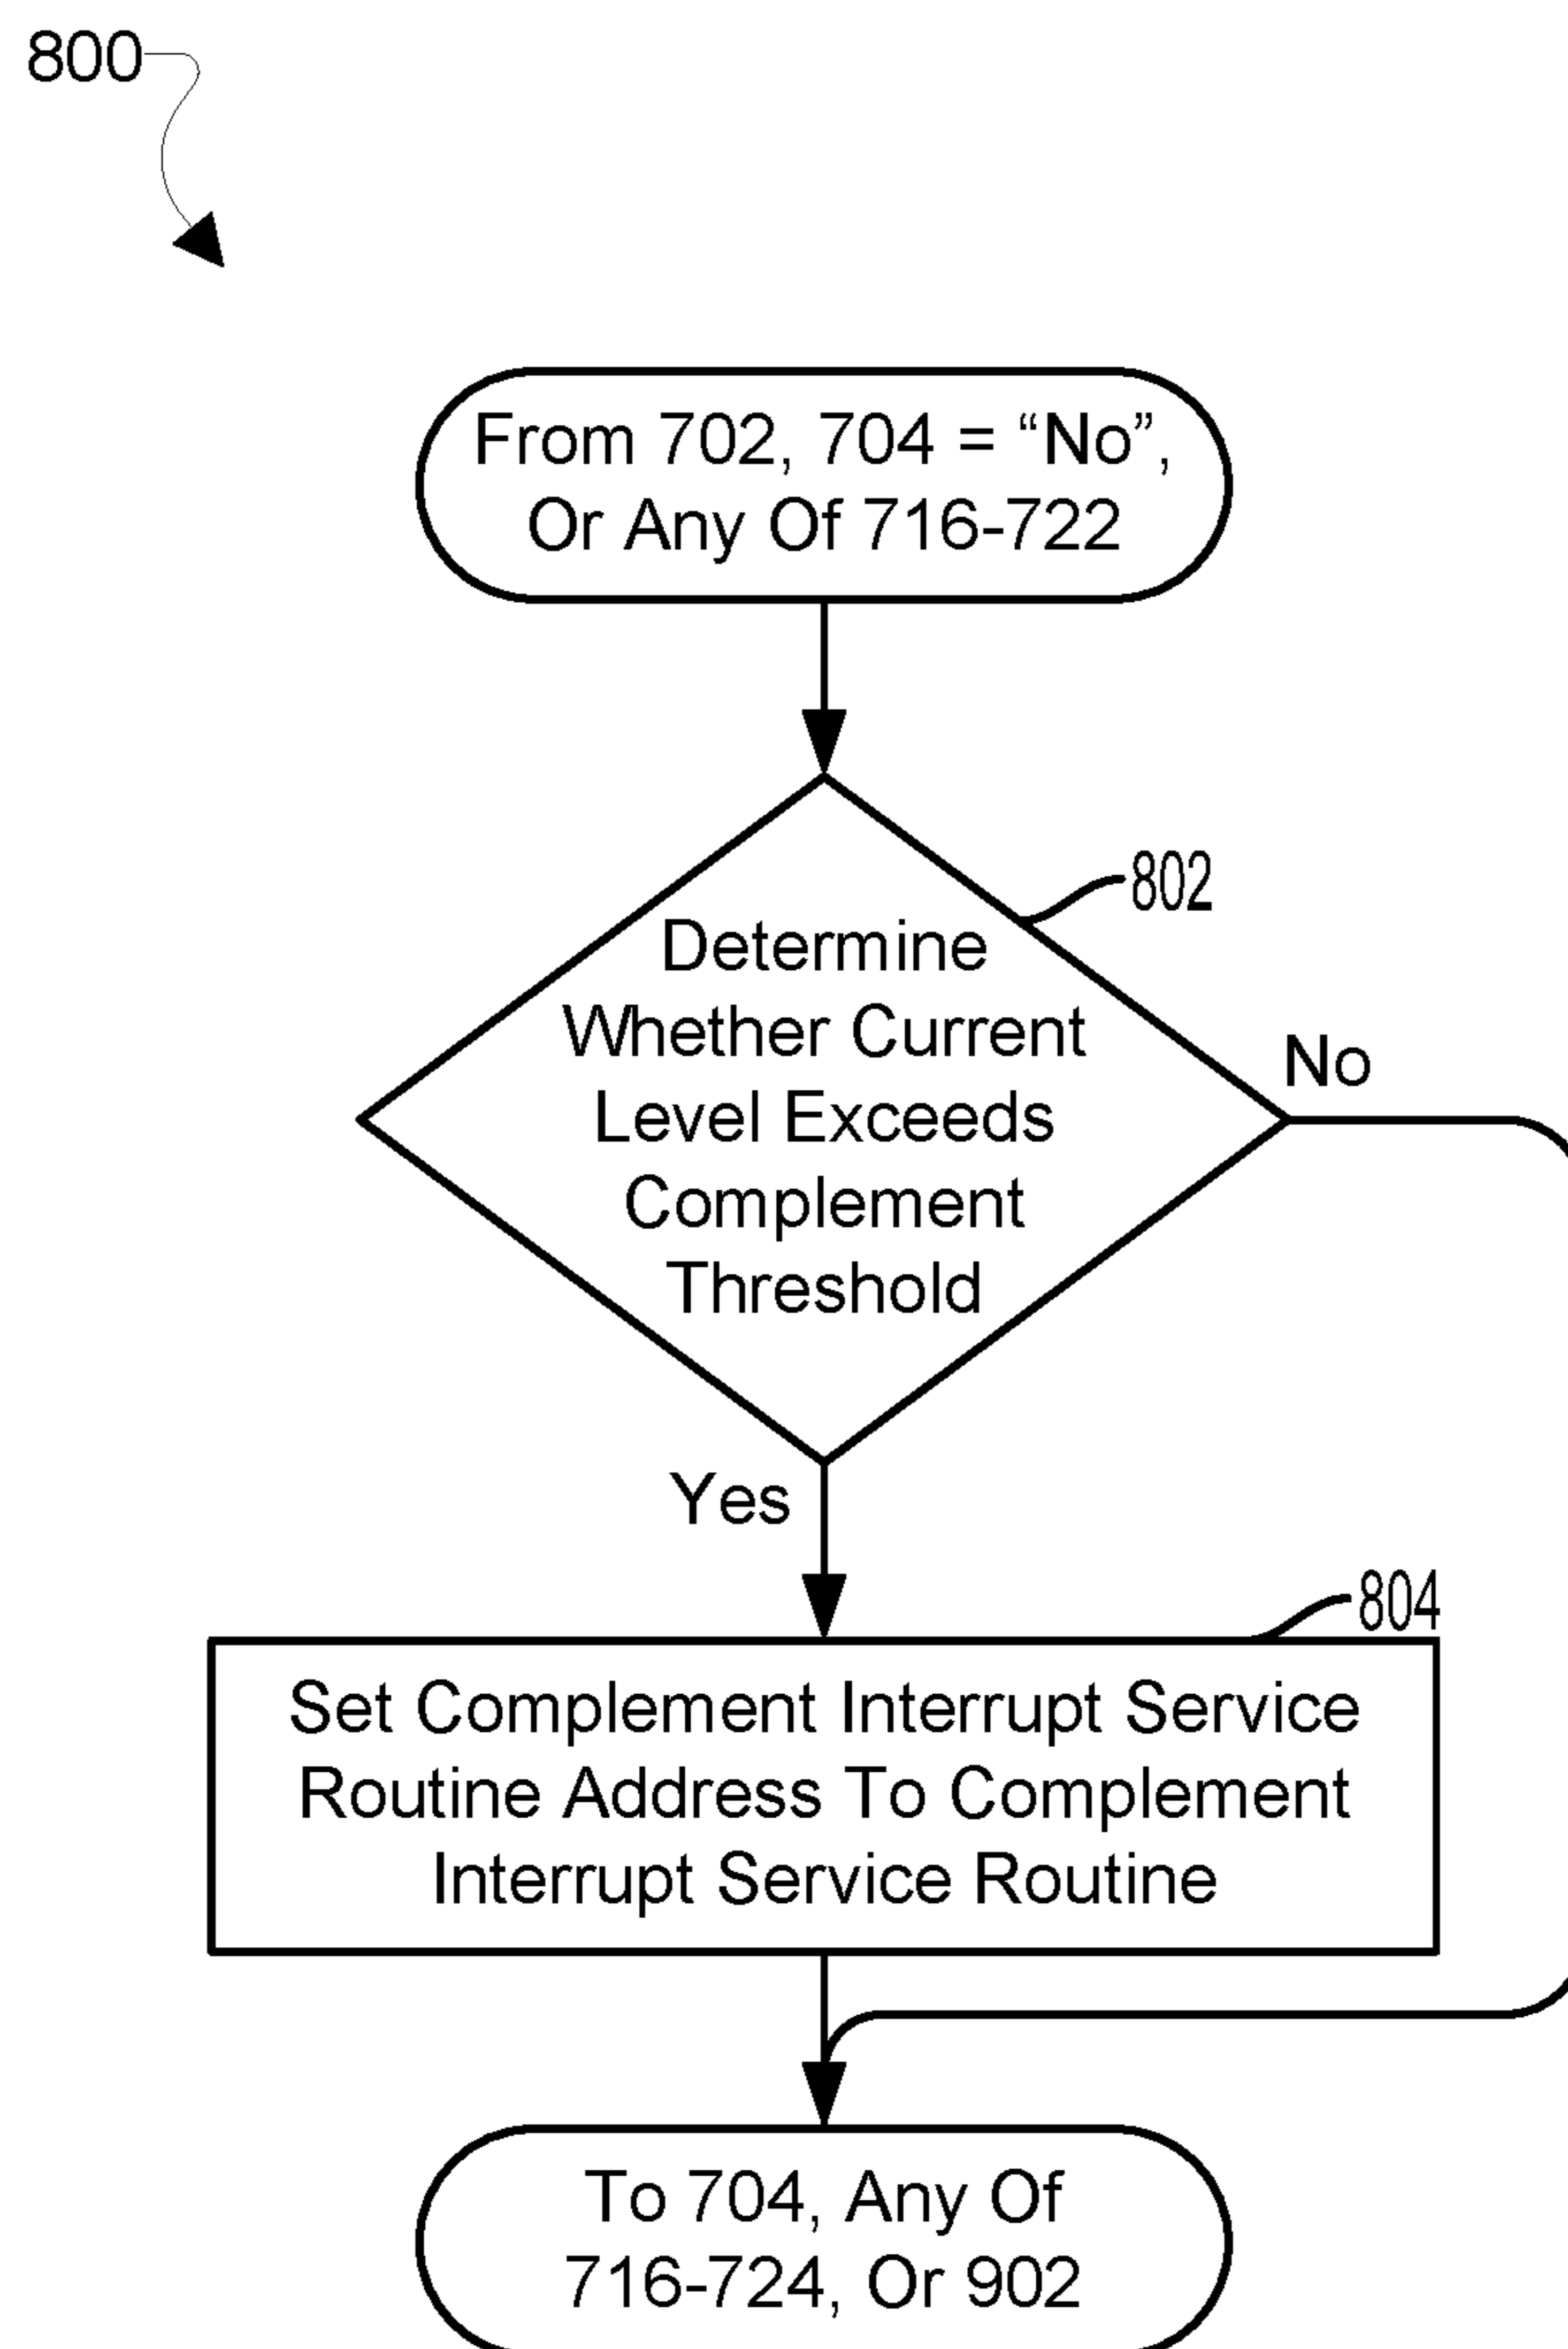 800
From 702, 704 = “No”,
Or Any Of 716-722
802
Determine
Whether Current
Level Exceeds
Complement
Threshold
No
Yes
804
Set Complement Interrupt Service
Routine Address To Complement
Interrupt Service Routine
To 704, Any Of
716-724, Or 902